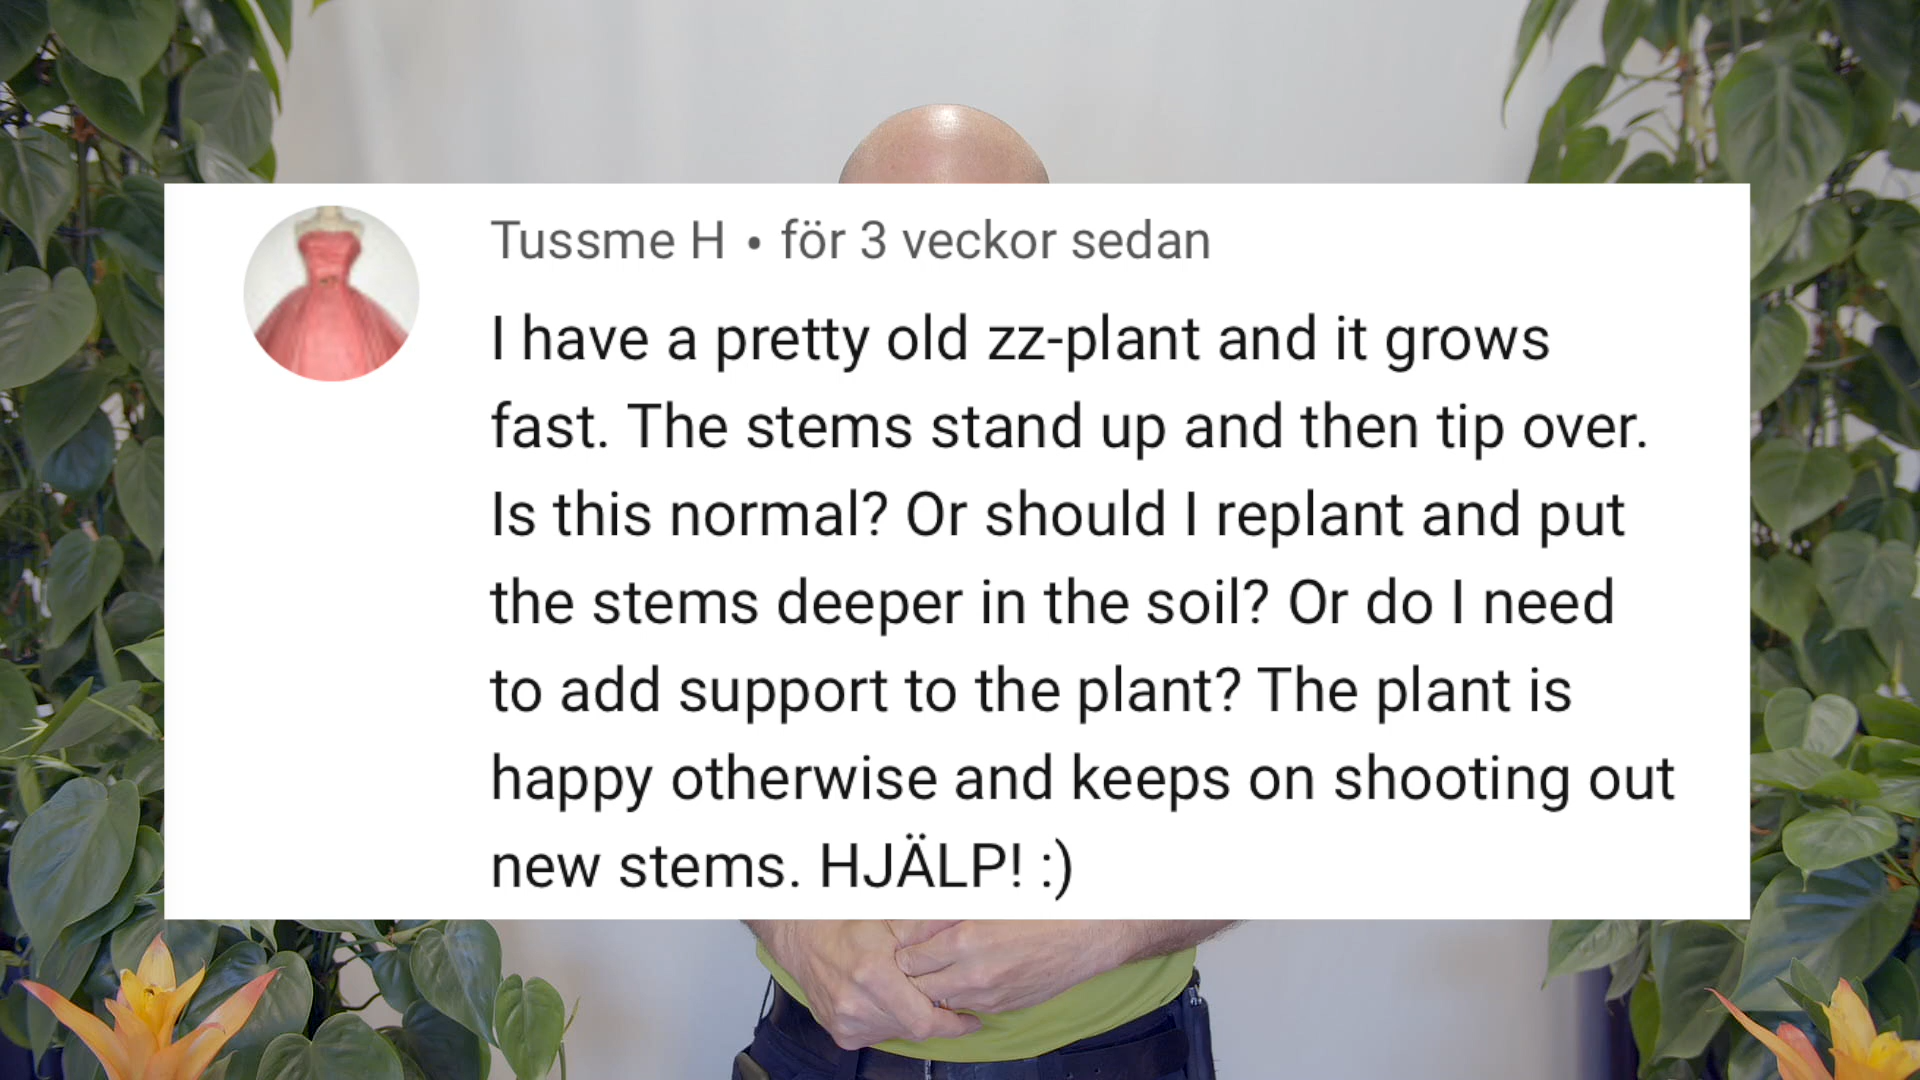 Tussme H • för 3 veckor sedan
I have a pretty old zz-plant and it grows
fast. The stems stand up and then tip over.
Is this normal? Or should I replant and put
the stems deeper in the soil? Or do I need
to add support to the plant? The plant is
happy otherwise and keeps on shooting out
new stems. HJÄLP! :)